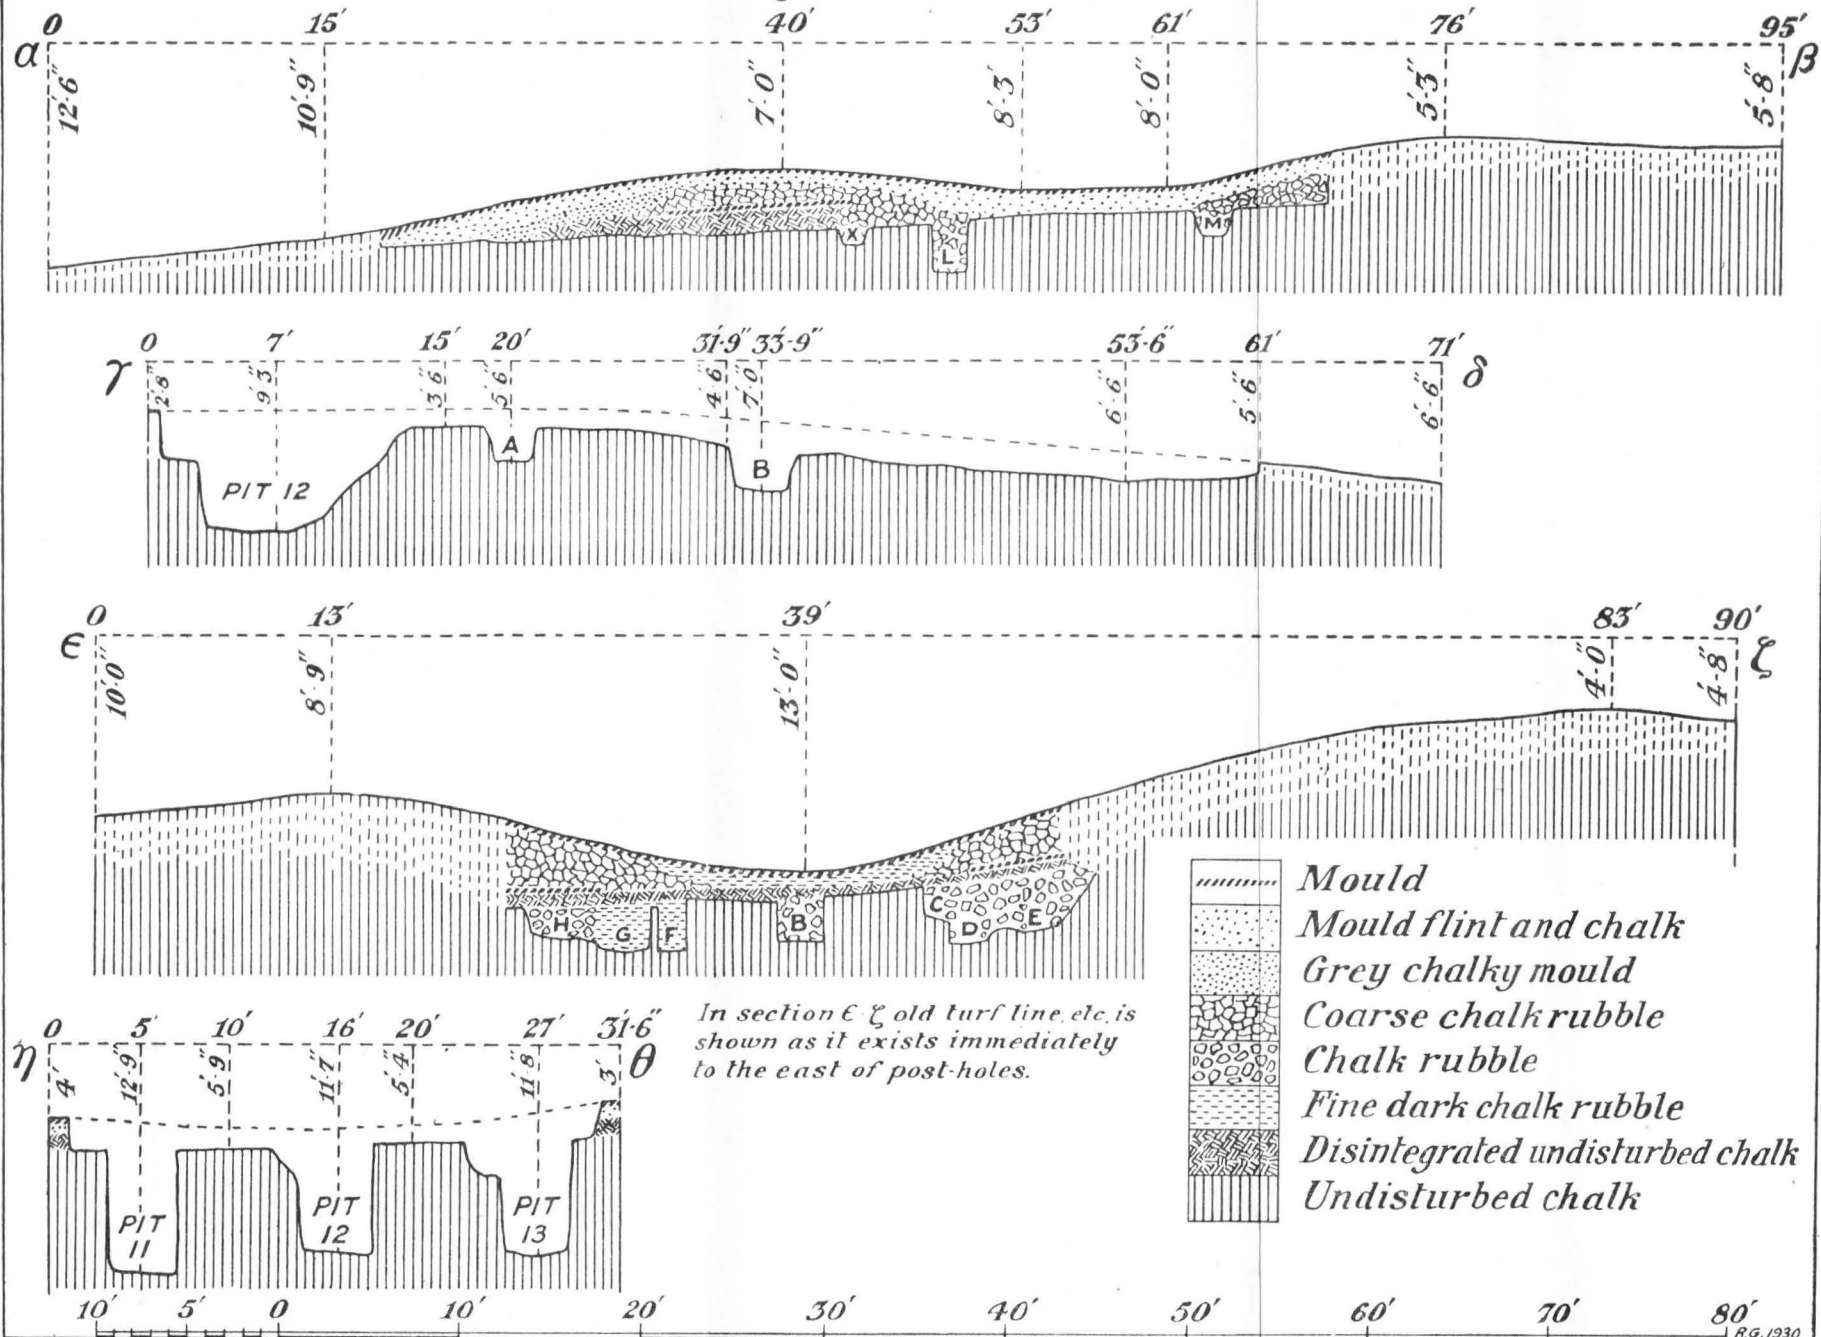 0 15′ 40′ 53′ 61′ 76′ 95′
α β
12′·6″ 10′·9″ 7′·0″ 8′·3′ 8′·0″ 5′·3″ 5′·8″
X L M
0 7′ 15′ 20′ 31′·9″ 33′·9″ 53′·6″ 61′ 71′
γ δ
2′·8″ 9′·3″ 3′·6″ 5′·6″ 4′·6″ 7′·0″ 6′·6″ 5′·6″ 6′·6″
PIT 12 A B
0 13′ 39′ 83′ 90′
ϵ ζ
10′·0″ 8′·9″ 13′·0″ 4′·0″ 4′·8″
H G F B C D E
Mould
Mould flint and chalk
Grey chalky mould
Coarse chalk rubble
Chalk rubble
Fine dark chalk rubble
Disintegrated undisturbed chalk
Undisturbed chalk
In section ϵ·ζ old turf line, etc, is
shown as it exists immediately
to the east of post-holes.
0 5′ 10′ 16′ 20′ 27′ 31′·6″
η θ
4′ 12′·9″ 5′·9″ 11′·7″ 5′·4″ 11′·8″ 3′
PIT
11
PIT
12
PIT
13
10′ 5′ 0 10′ 20′ 30′ 40′ 50′ 60′ 70′ 80′
R.G. 1930